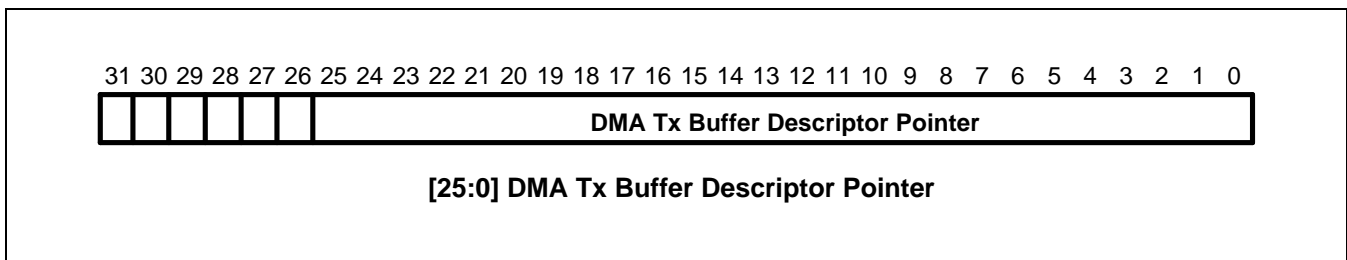 31 30 29 28 27 26 25 24 23 22 21 20 19 18 17 16 15 14 13 12 11 10 9 8 7 6 5 4 3 2 1 0
DMA Tx Buffer Descriptor Pointer
[25:0] DMA Tx Buffer Descriptor Pointer